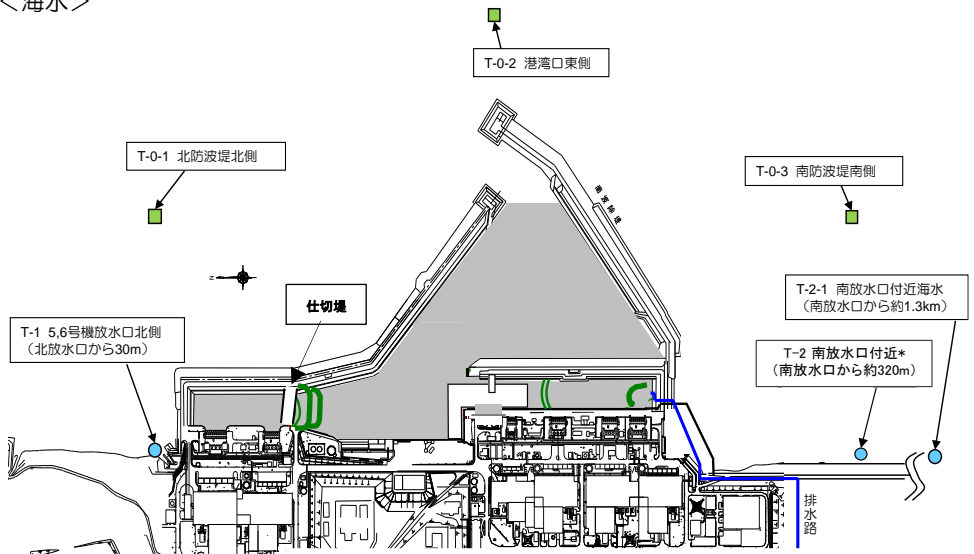 ＜海水＞
T-0-2 港湾口東側
T-0-1 北防波堤北側
T-0-3 南防波堤南側
南波除堤
N
仕切堤
T-2-1 南放水口付近海水
（南放水口から約1.3km）
T-1 5,6号機放水口北側
（北放水口から30m）
T-2 南放水口付近*
（南放水口から約320m）
排水路